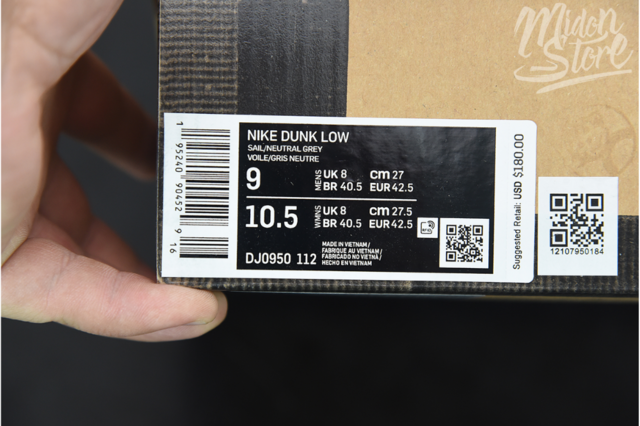 Midon
Store
NIKE DUNK LOW
SAIL/NEUTRAL GREY
VOILE/GRIS NEUTRE
9 MENS UK 8 cm 27
BR 40.5 EUR 42.5
10.5 WMNS UK 8 cm 27.5
BR 40.5 EUR 42.5
DJ0950 112
MADE IN VIETNAM /
FABRIQUE AU VIETNAM /
FABRICADO NO VIETNÃ /
HECHO EN VIETNAM
1 95240 90452 9 16
Suggested Retail: USD $180.00
12107950184